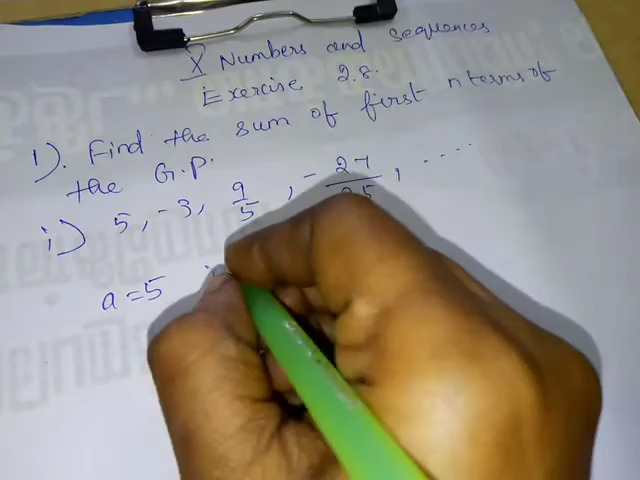 X Numbers and sequences
Exercise 2.8.
1). Find the sum of first n terms of
the G.P.
i) 5, -3, 9/5, -27/25, ....
a=5